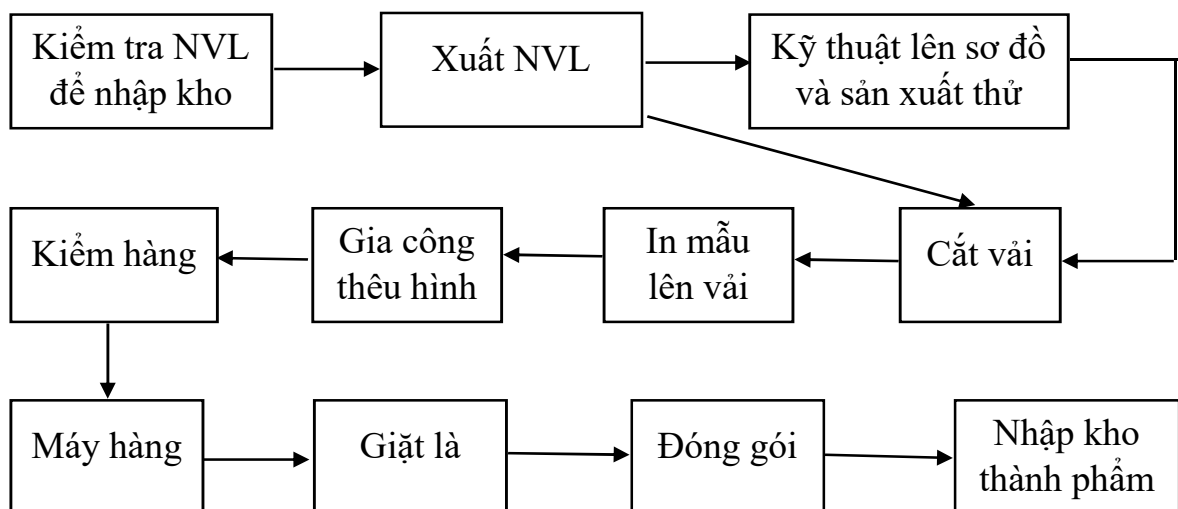 Kiểm tra NVL
để nhập kho
Xuất NVL
Kỹ thuật lên sơ đồ
và sản xuất thử
Kiểm hàng
Gia công
thêu hình
In mẫu
lên vải
Cắt vải
Máy hàng
Giặt là
Đóng gói
Nhập kho
thành phẩm